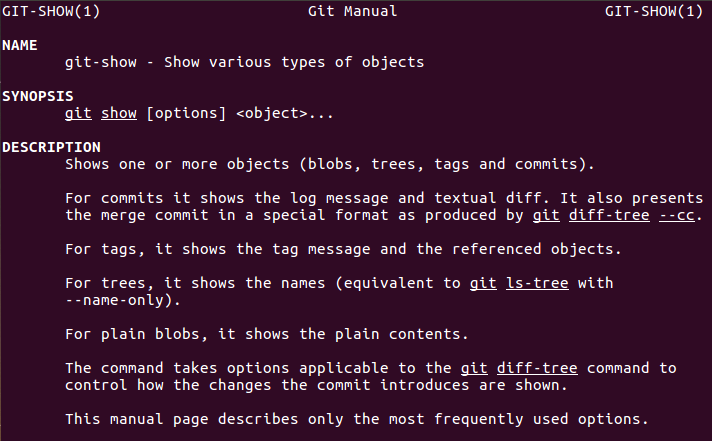 GIT-SHOW(1) Git Manual GIT-SHOW(1)
NAME
git-show - Show various types of objects
SYNOPSIS
git show [options] <object>...
DESCRIPTION
Shows one or more objects (blobs, trees, tags and commits).
For commits it shows the log message and textual diff. It also presents
the merge commit in a special format as produced by git diff-tree --cc.
For tags, it shows the tag message and the referenced objects.
For trees, it shows the names (equivalent to git ls-tree with
--name-only).
For plain blobs, it shows the plain contents.
The command takes options applicable to the git diff-tree command to
control how the changes the commit introduces are shown.
This manual page describes only the most frequently used options.